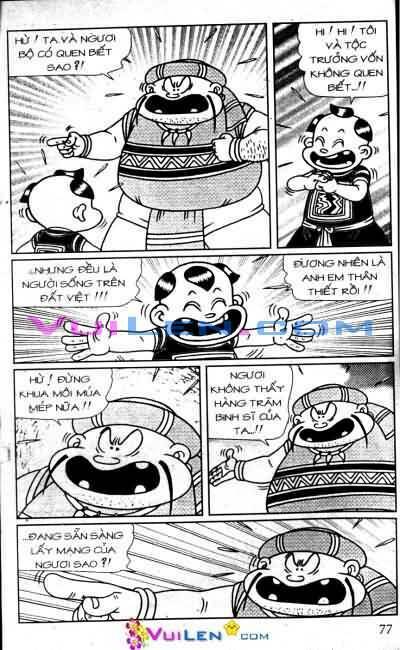 HỪ! TA VÀ NGƯƠI
BỘ CÓ QUEN BIẾT
SAO?!
HI! HI! TÔI
VÀ TỘC
TRƯỞNG VỐN
KHÔNG QUEN
BIẾT..!!
..NHƯNG ĐỀU LÀ
NGƯỜI SỐNG TRÊN
ĐẤT VIỆT!!!
ĐƯƠNG NHIÊN LÀ
ANH EM THÂN
THIẾT RỒI!!
VUILEN.COM
HỪ! ĐỪNG
KHUA MÔI MÚA
MÉP NỮA!!
NGƯƠI
KHÔNG THẤY
HÀNG TRĂM
BINH SĨ CỦA
TA..!!
..ĐANG SẴN SÀNG
LẤY MẠNG CỦA
NGƯƠI SAO?!
77
VUILEN.COM